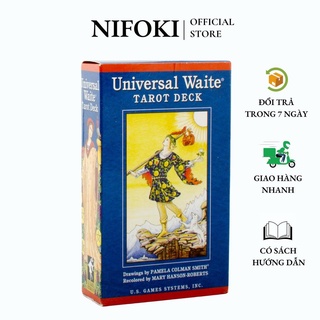 NIFOKI
OFFICIAL
STORE
Universal Waite®
TAROT DECK
Drawings by PAMELA COLMAN SMITH
Recolored by MARY HANSON-ROBERTS
U.S. GAMES SYSTEMS, INC.
ĐỔI TRẢ
TRONG 7 NGÀY
GIAO HÀNG
NHANH
CÓ SÁCH
HƯỚNG DẪN